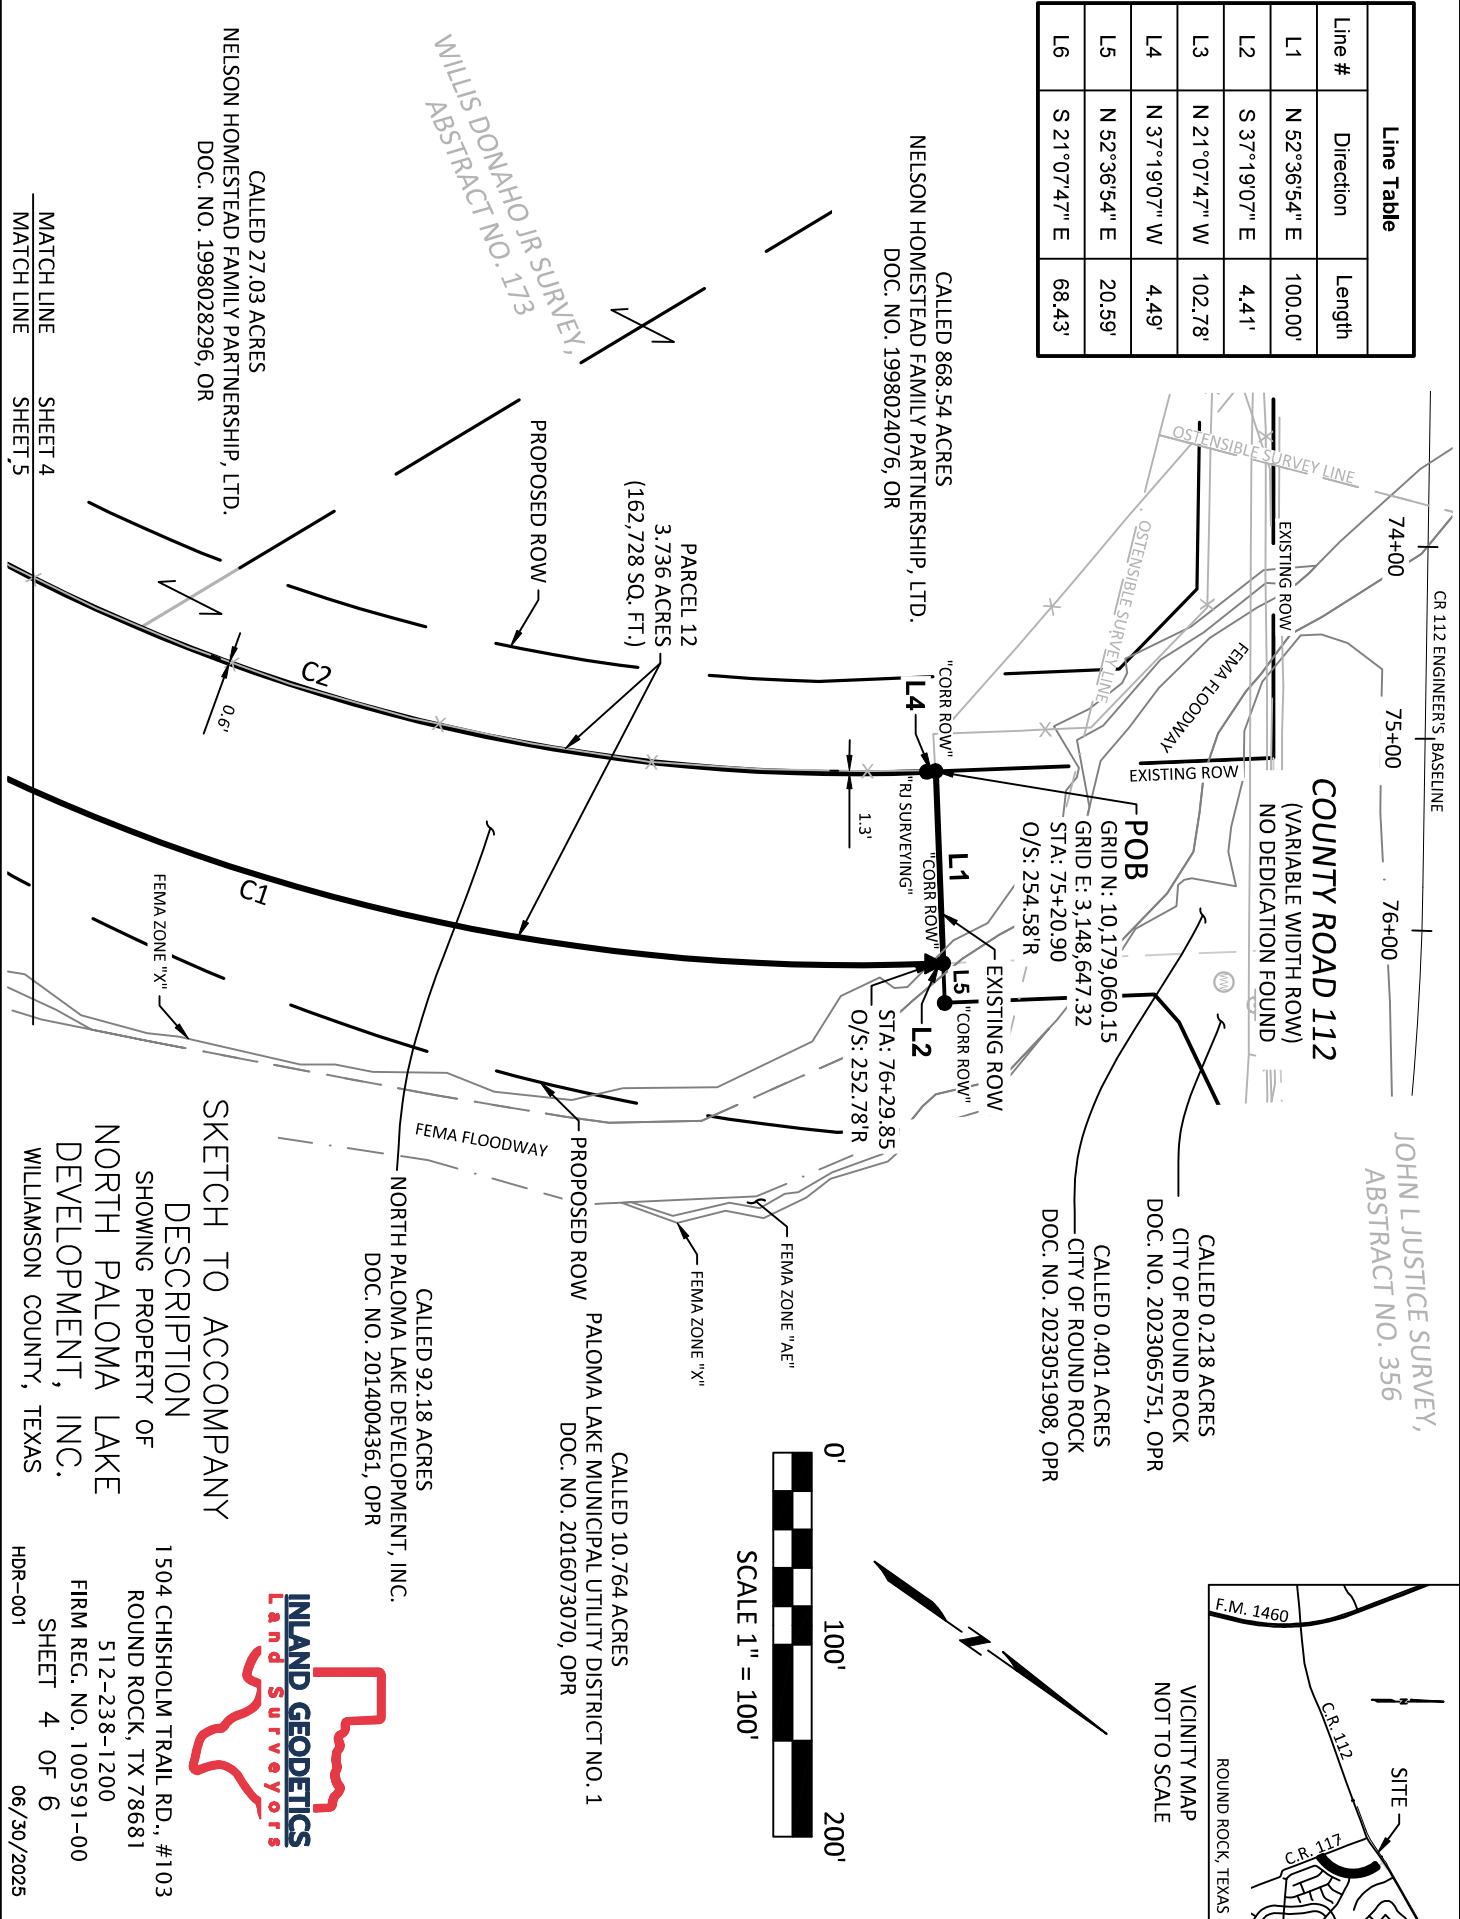 Line Table
Line # Direction Length
L1 N 52°36'54" E 100.00'
L2 S 37°19'07" E 4.41'
L3 N 21°07'47" W 102.78'
L4 N 37°19'07" W 4.49'
L5 N 52°36'54" E 20.59'
L6 S 21°07'47" E 68.43'
CR 112 ENGINEER'S BASELINE
74+00
75+00
76+00
JOHN L JUSTICE SURVEY,
ABSTRACT NO. 356
OSTENSIBLE SURVEY LINE
EXISTING ROW
FEMA FLOODWAY
OSTENSIBLE SURVEY LINE
EXISTING ROW
COUNTY ROAD 112
(VARIABLE WIDTH ROW)
NO DEDICATION FOUND
CALLED 0.218 ACRES
CITY OF ROUND ROCK
DOC. NO. 2023065751, OPR
CALLED 0.401 ACRES
CITY OF ROUND ROCK
DOC. NO. 2023051908, OPR
WW
POB
GRID N: 10,179,060.15
GRID E: 3,148,647.32
STA: 75+20.90
O/S: 254.58'R
CALLED 868.54 ACRES
NELSON HOMESTEAD FAMILY PARTNERSHIP, LTD.
DOC. NO. 1998024076, OR
"CORR ROW"
L4
L1
"CORR ROW"
"RJ SURVEYING"
EXISTING ROW
L5
"CORR ROW"
L2
STA: 76+29.85
O/S: 252.78'R
1.3'
WILLIS DONAHO JR SURVEY,
ABSTRACT NO. 173
PARCEL 12
3.736 ACRES
(162,728 SQ. FT.)
PROPOSED ROW
FEMA ZONE "AE"
FEMA ZONE "X"
CALLED 10.764 ACRES
PALOMA LAKE MUNICIPAL UTILITY DISTRICT NO. 1
DOC. NO. 2016073070, OPR
PROPOSED ROW
FEMA FLOODWAY
CALLED 92.18 ACRES
NORTH PALOMA LAKE DEVELOPMENT, INC.
DOC. NO. 2014004361, OPR
C2
0.6'
C1
FEMA ZONE "X"
CALLED 27.03 ACRES
NELSON HOMESTEAD FAMILY PARTNERSHIP, LTD.
DOC. NO. 1998028296, OR
MATCH LINE SHEET 4
MATCH LINE SHEET 5
F.M. 1460
C.R. 112
N
SITE
C.R. 117
ROUND ROCK, TEXAS
VICINITY MAP
NOT TO SCALE
N
0' 100' 200'
SCALE 1" = 100'
SKETCH TO ACCOMPANY
DESCRIPTION
SHOWING PROPERTY OF
NORTH PALOMA LAKE
DEVELOPMENT, INC.
WILLIAMSON COUNTY, TEXAS
INLAND GEODETICS
Land Surveyors
1504 CHISHOLM TRAIL RD., #103
ROUND ROCK, TX 78681
512-238-1200
FIRM REG. NO. 100591-00
SHEET 4 OF 6
HDR-001 06/30/2025